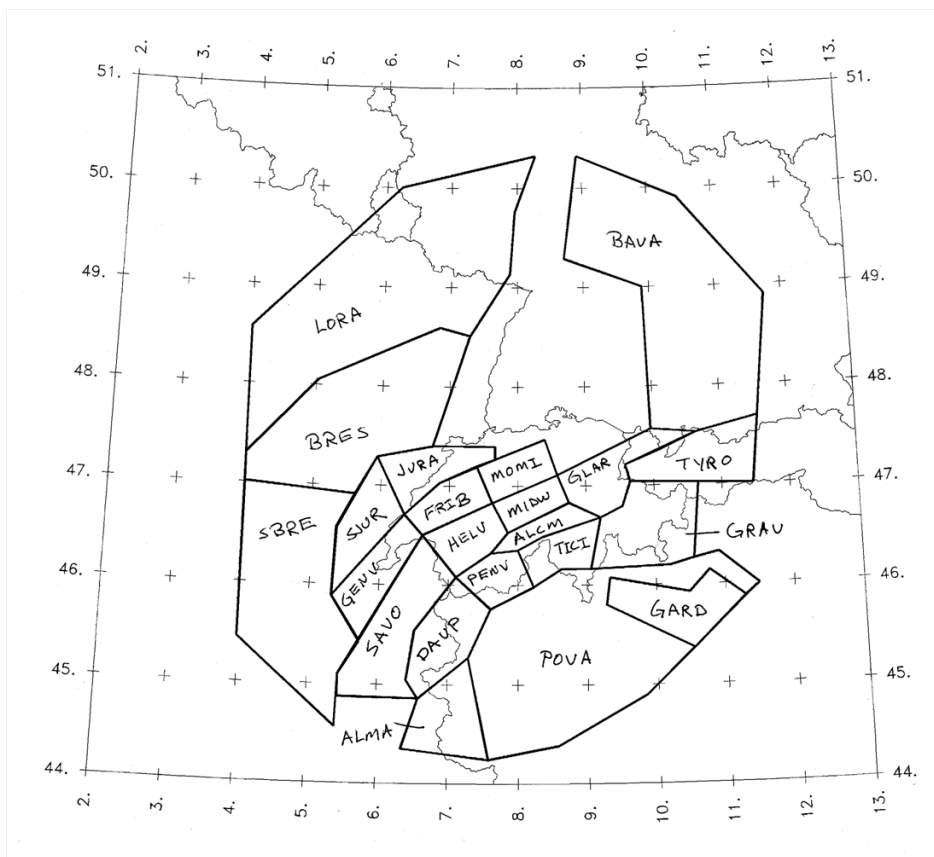 2. 3. 4. 5. 6. 7. 8. 9. 10. 11. 12. 13.
51. 51.
50. 50.
BAVA
49. 49.
LORA
48. 48.
BRES
47. JURA MOMI GLAR TYRO 47.
SBRE SJUR FRIB MIDW
HELV ALCM TICI GRAU
46. GENV PENV 46.
SAVO DAUP GARD
POVA
45. 45.
ALMA
44. 44.
2. 3. 4. 5. 6. 7. 8. 9. 10. 11. 12. 13.